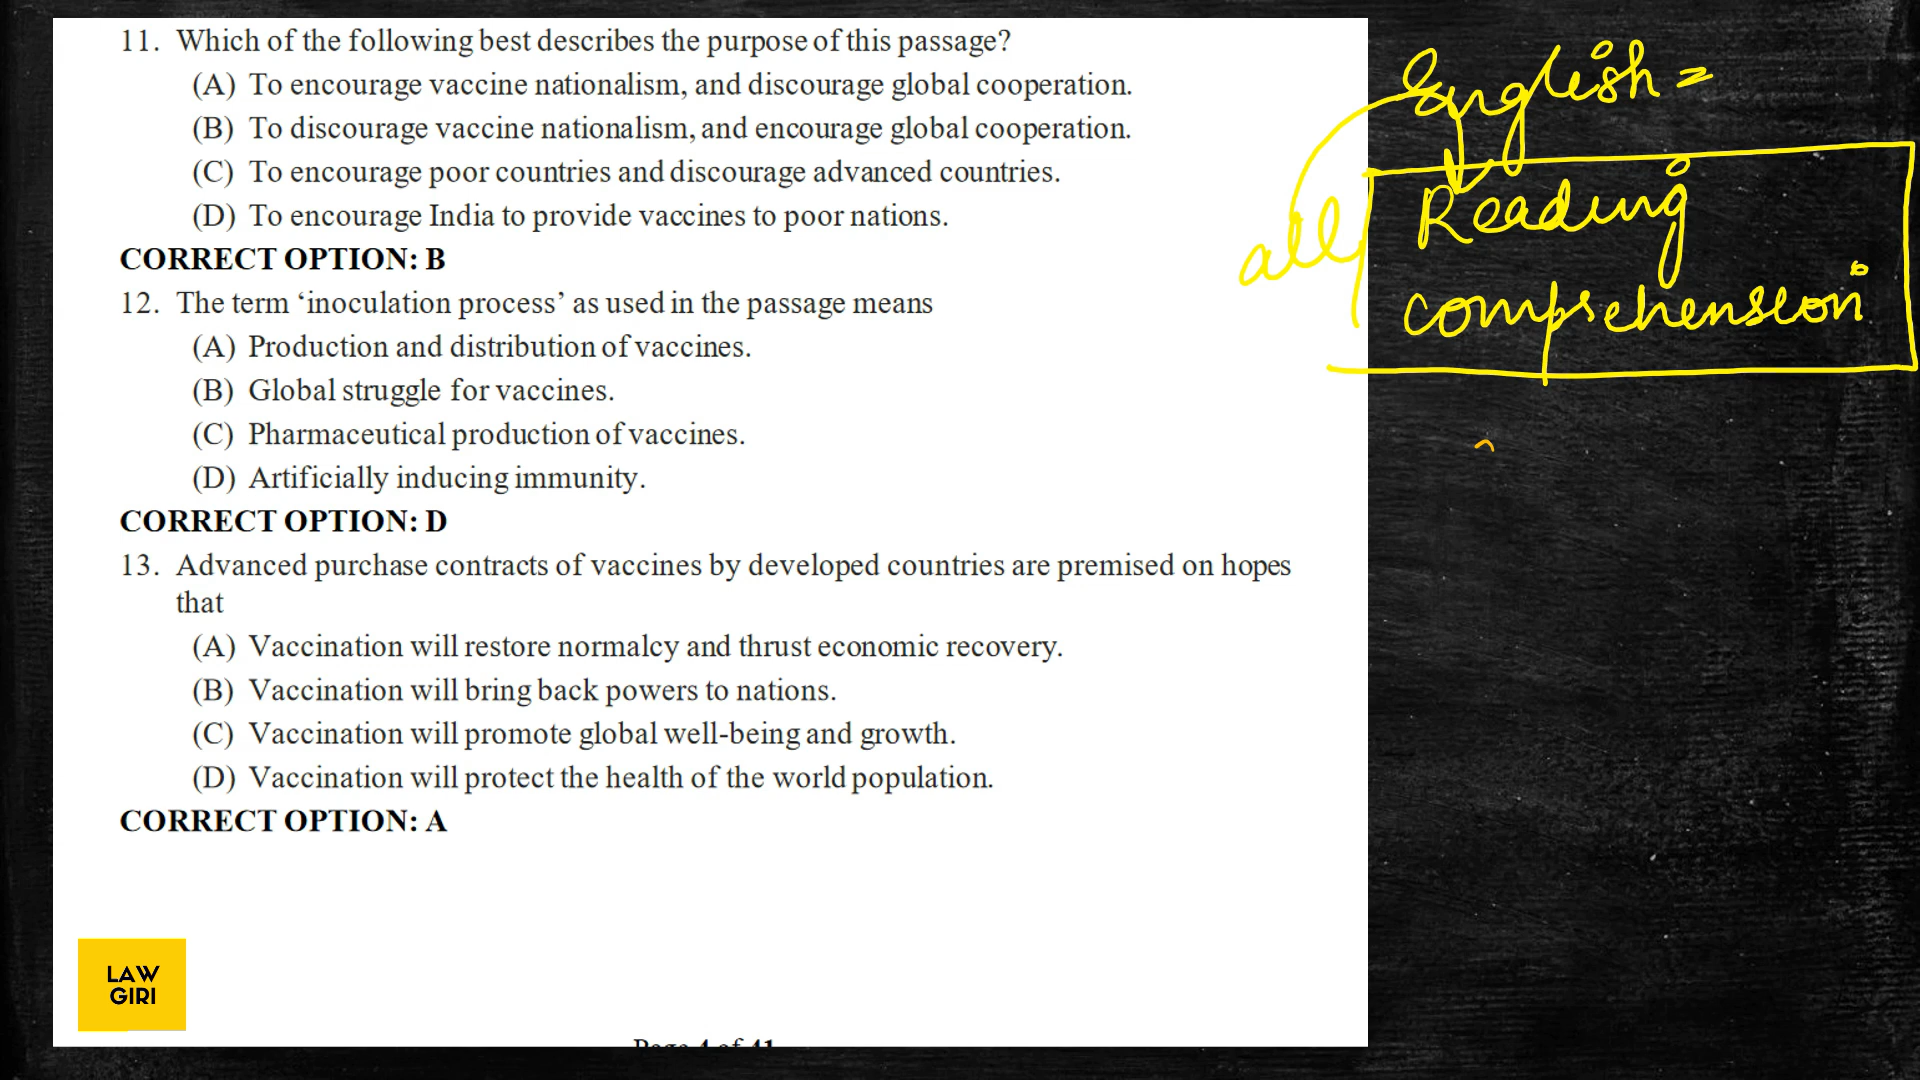 11. Which of the following best describes the purpose of this passage?
(A) To encourage vaccine nationalism, and discourage global cooperation.
(B) To discourage vaccine nationalism, and encourage global cooperation.
(C) To encourage poor countries and discourage advanced countries.
(D) To encourage India to provide vaccines to poor nations.
CORRECT OPTION: B
12. The term ‘inoculation process’ as used in the passage means
(A) Production and distribution of vaccines.
(B) Global struggle for vaccines.
(C) Pharmaceutical production of vaccines.
(D) Artificially inducing immunity.
CORRECT OPTION: D
13. Advanced purchase contracts of vaccines by developed countries are premised on hopes
that
(A) Vaccination will restore normalcy and thrust economic recovery.
(B) Vaccination will bring back powers to nations.
(C) Vaccination will promote global well-being and growth.
(D) Vaccination will protect the health of the world population.
CORRECT OPTION: A
LAW
GIRI
Page 4 of 41
English =
all
Reading
comprehension